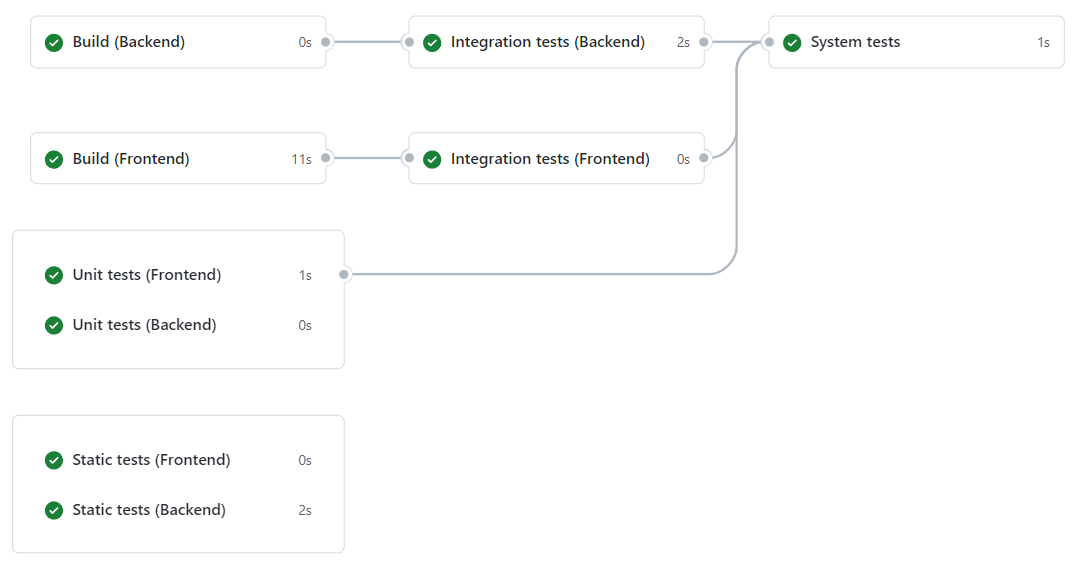 Build (Backend) 0s
Integration tests (Backend) 2s
System tests 1s
Build (Frontend) 11s
Integration tests (Frontend) 0s
Unit tests (Frontend) 1s
Unit tests (Backend) 0s
Static tests (Frontend) 0s
Static tests (Backend) 2s